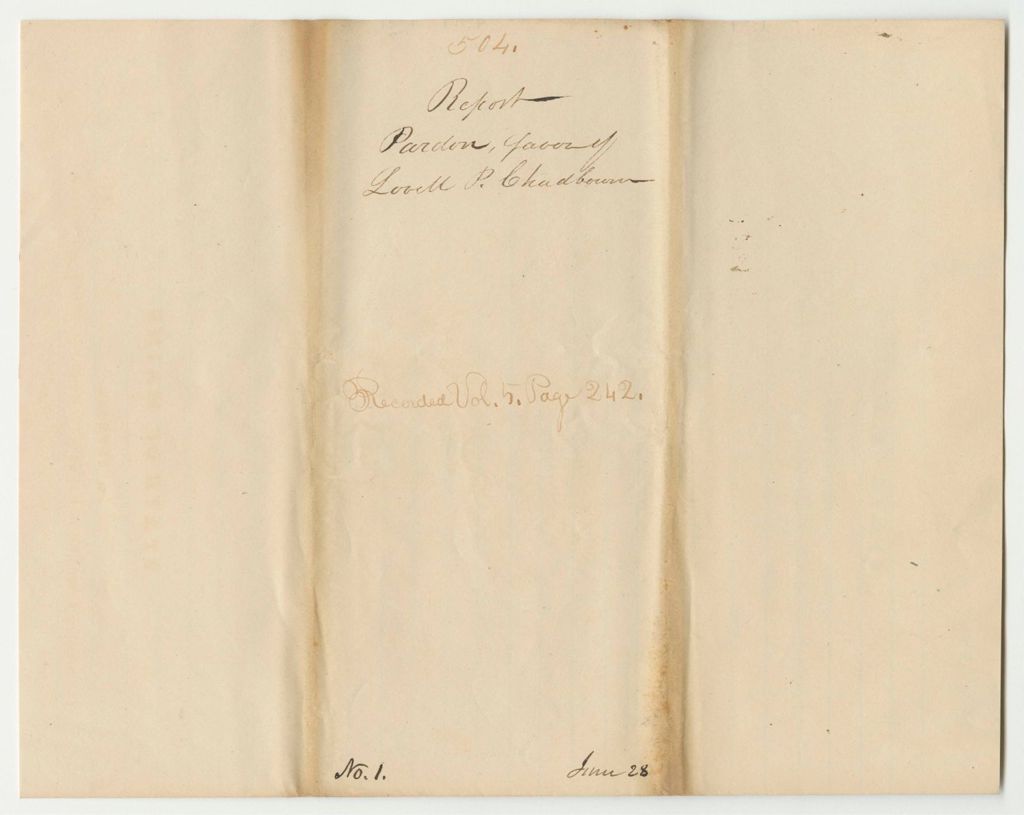 504.
Report
Pardon, favor of
Lovell P. Chadbourn
Recorded Vol. 5. Page 242.
No. 1. June 28